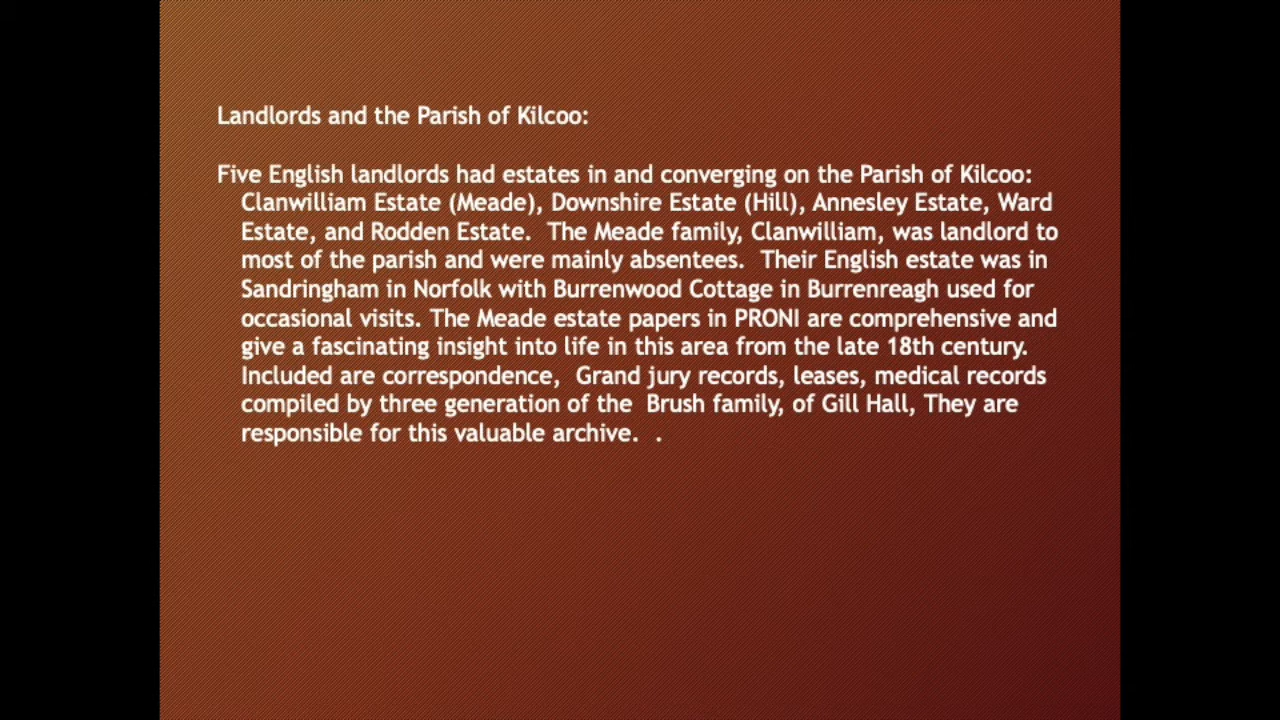 Landlords and the Parish of Kilcoo:
Five English landlords had estates in and converging on the Parish of Kilcoo:
Clanwilliam Estate (Meade), Downshire Estate (Hill), Annesley Estate, Ward
Estate, and Rodden Estate.  The Meade family, Clanwilliam, was landlord to
most of the parish and were mainly absentees.  Their English estate was in
Sandringham in Norfolk with Burrenwood Cottage in Burrenreagh used for
occasional visits. The Meade estate papers in PRONI are comprehensive and
give a fascinating insight into life in this area from the late 18th century.
Included are correspondence,  Grand jury records, leases, medical records
compiled by three generation of the  Brush family, of Gill Hall, They are
responsible for this valuable archive.  .